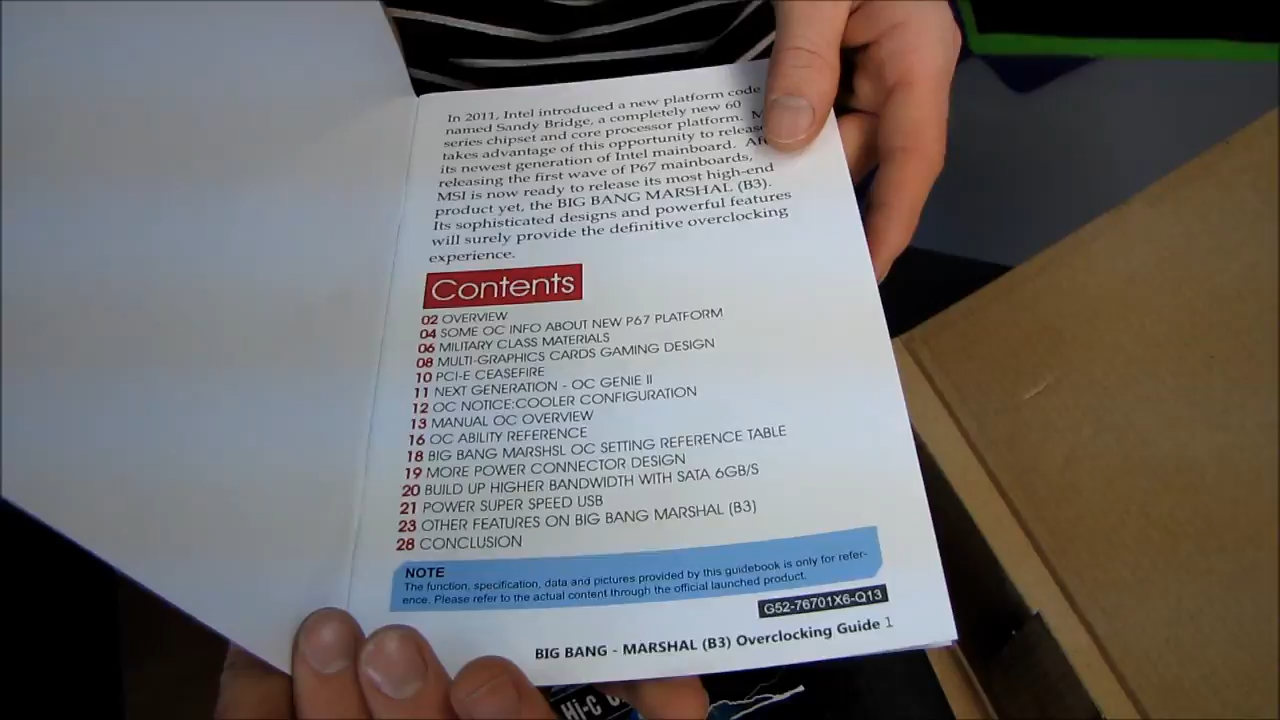 In 2011, Intel introduced a new platform code
named Sandy Bridge, a completely new 60
series chipset and core processor platform.
takes advantage of this opportunity to release
its newest generation of Intel mainboard.
releasing the first wave of P67 mainboards,
MSI is now ready to release its most high-end
product yet, the BIG BANG MARSHAL (B3).
Its sophisticated designs and powerful features
will surely provide the definitive overclocking
experience.
Contents
02 OVERVIEW
04 SOME OC INFO ABOUT NEW P67 PLATFORM
06 MILITARY CLASS MATERIALS
08 MULTI-GRAPHICS CARDS GAMING DESIGN
10 PCI-E CEASEFIRE
11 NEXT GENERATION - OC GENIE II
12 OC NOTICE:COOLER CONFIGURATION
13 MANUAL OC OVERVIEW
16 OC ABILITY REFERENCE
18 BIG BANG MARSHSL OC SETTING REFERENCE TABLE
19 MORE POWER CONNECTOR DESIGN
20 BUILD UP HIGHER BANDWIDTH WITH SATA 6GB/S
21 POWER SUPER SPEED USB
23 OTHER FEATURES ON BIG BANG MARSHAL (B3)
28 CONCLUSION
NOTE
The function, specification, data and pictures provided by this guidebook is only for refer-
ence. Please refer to the actual content through the official launched product.
G52-76701X6-Q13
BIG BANG - MARSHAL (B3) Overclocking Guide 1
Hi-C